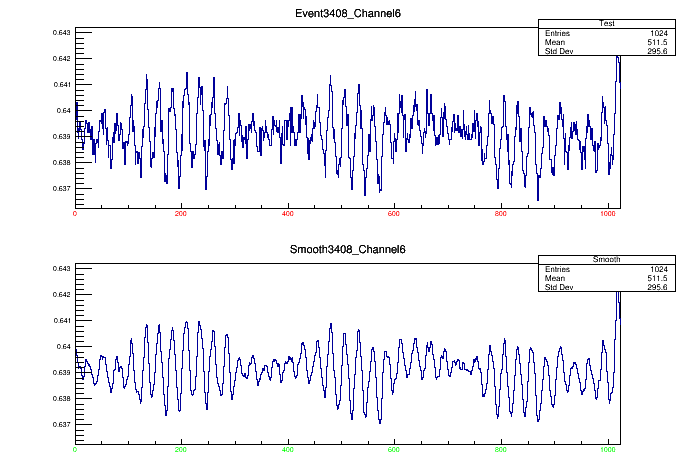 Event3408_Channel6
Test
Entries 1024
Mean 511.5
Std Dev 295.6
0.643
0.642
0.641
0.64
0.639
0.638
0.637
0 200 400 600 800 1000
Smooth3408_Channel6
Smooth
Entries 1024
Mean 511.5
Std Dev 295.6
0.643
0.642
0.641
0.64
0.639
0.638
0.637
0 200 400 600 800 1000